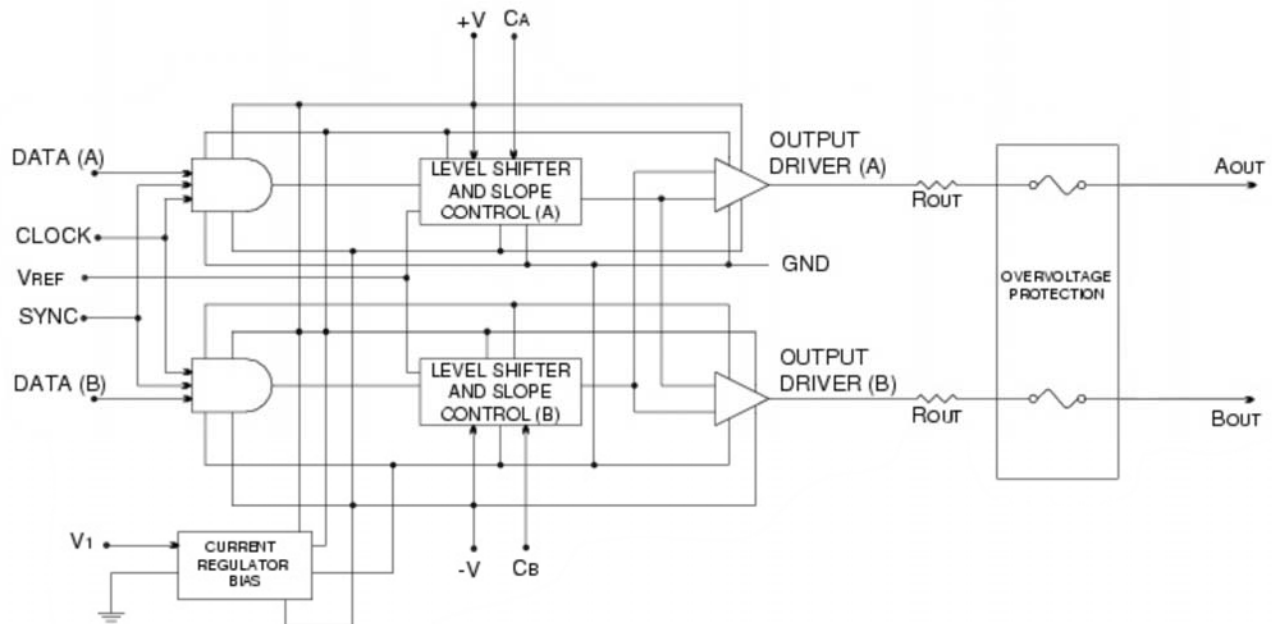 +V
CA
DATA (A)
CLOCK
VREF
SYNC
DATA (B)
LEVEL SHIFTER
AND SLOPE
CONTROL (A)
OUTPUT
DRIVER (A)
ROUT
AOUT
GND
OVERVOLTAGE
PROTECTION
LEVEL SHIFTER
AND SLOPE
CONTROL (B)
OUTPUT
DRIVER (B)
ROUT
BOUT
V1
CURRENT
REGULATOR
BIAS
-V
CB